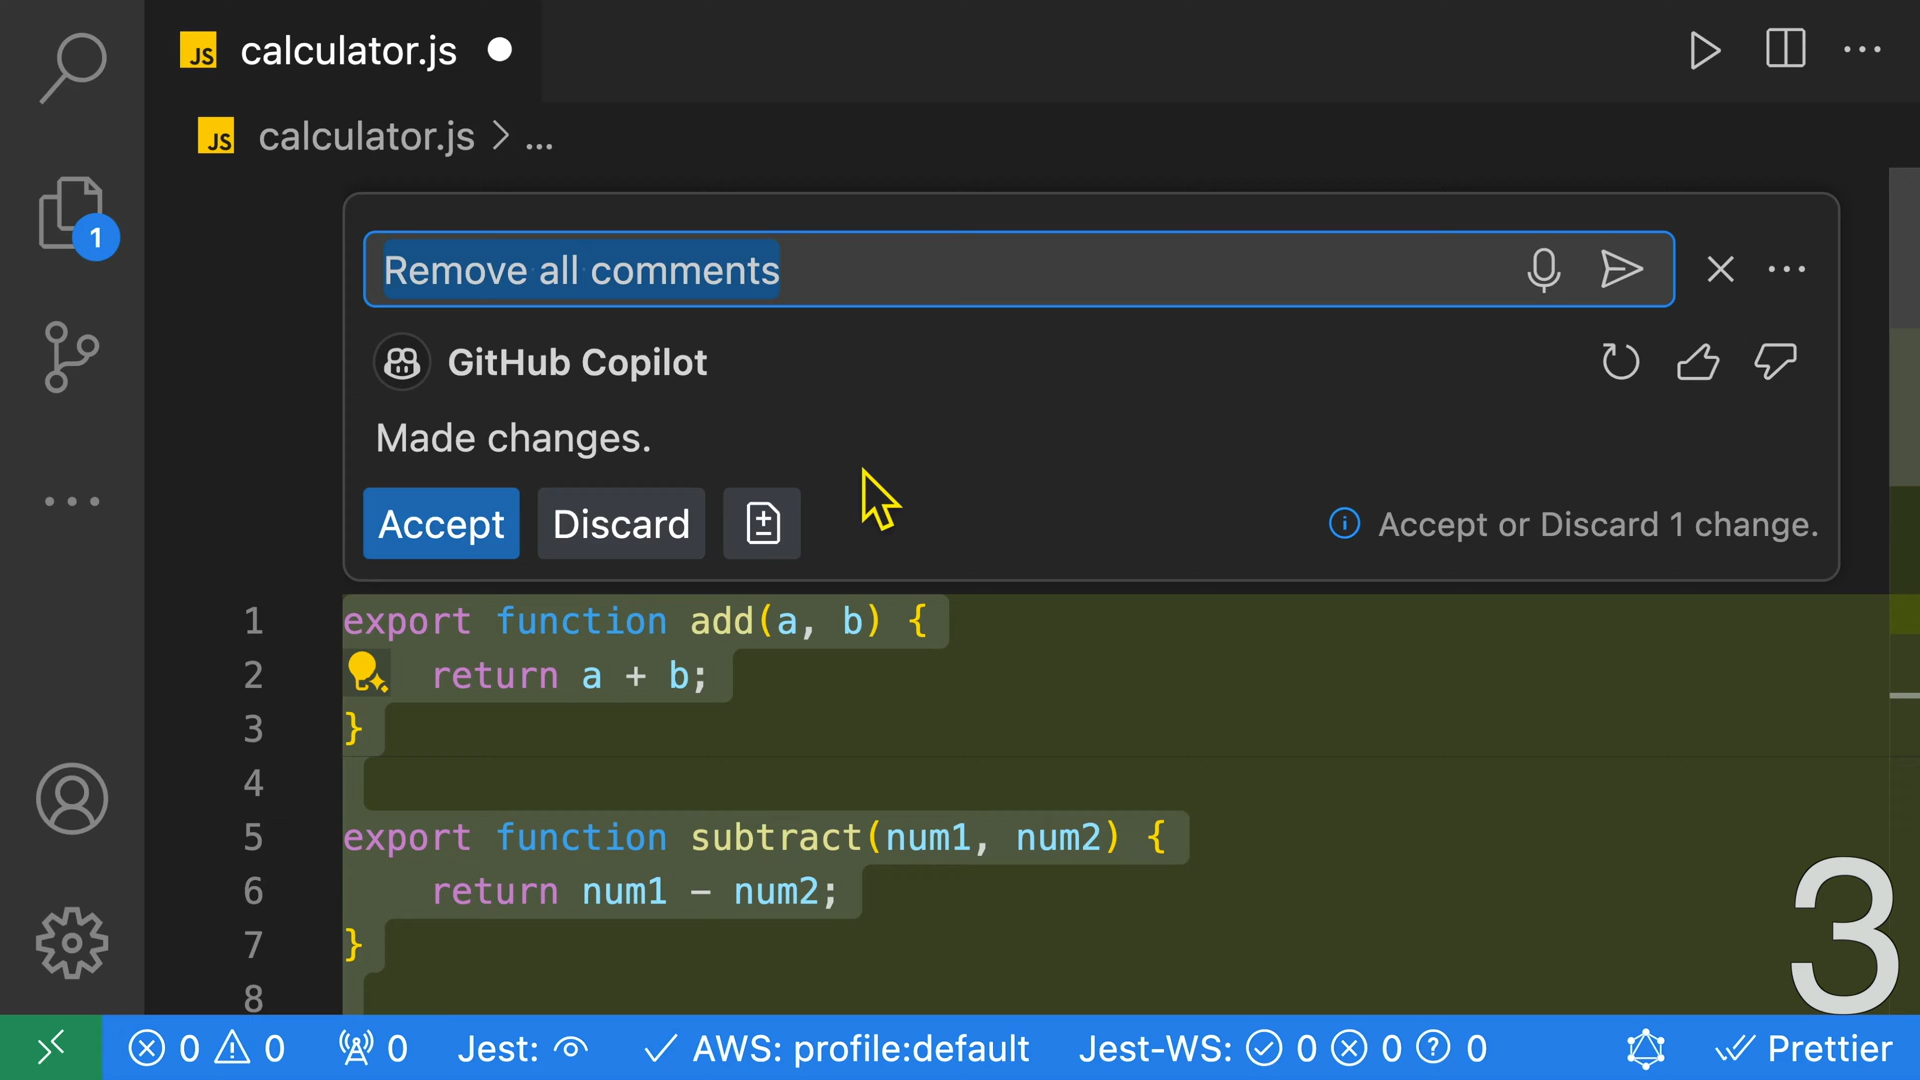 JS calculator.js
JS calculator.js > ...
Remove all comments
GitHub Copilot
Made changes.
Accept Discard
Accept or Discard 1 change.
1
1 export function add(a, b) {
2 return a + b;
3 }
4
5 export function subtract(num1, num2) {
6 return num1 - num2;
7 }
8
3
0 0 0 Jest: AWS: profile:default Jest-WS: 0 0 0 Prettier